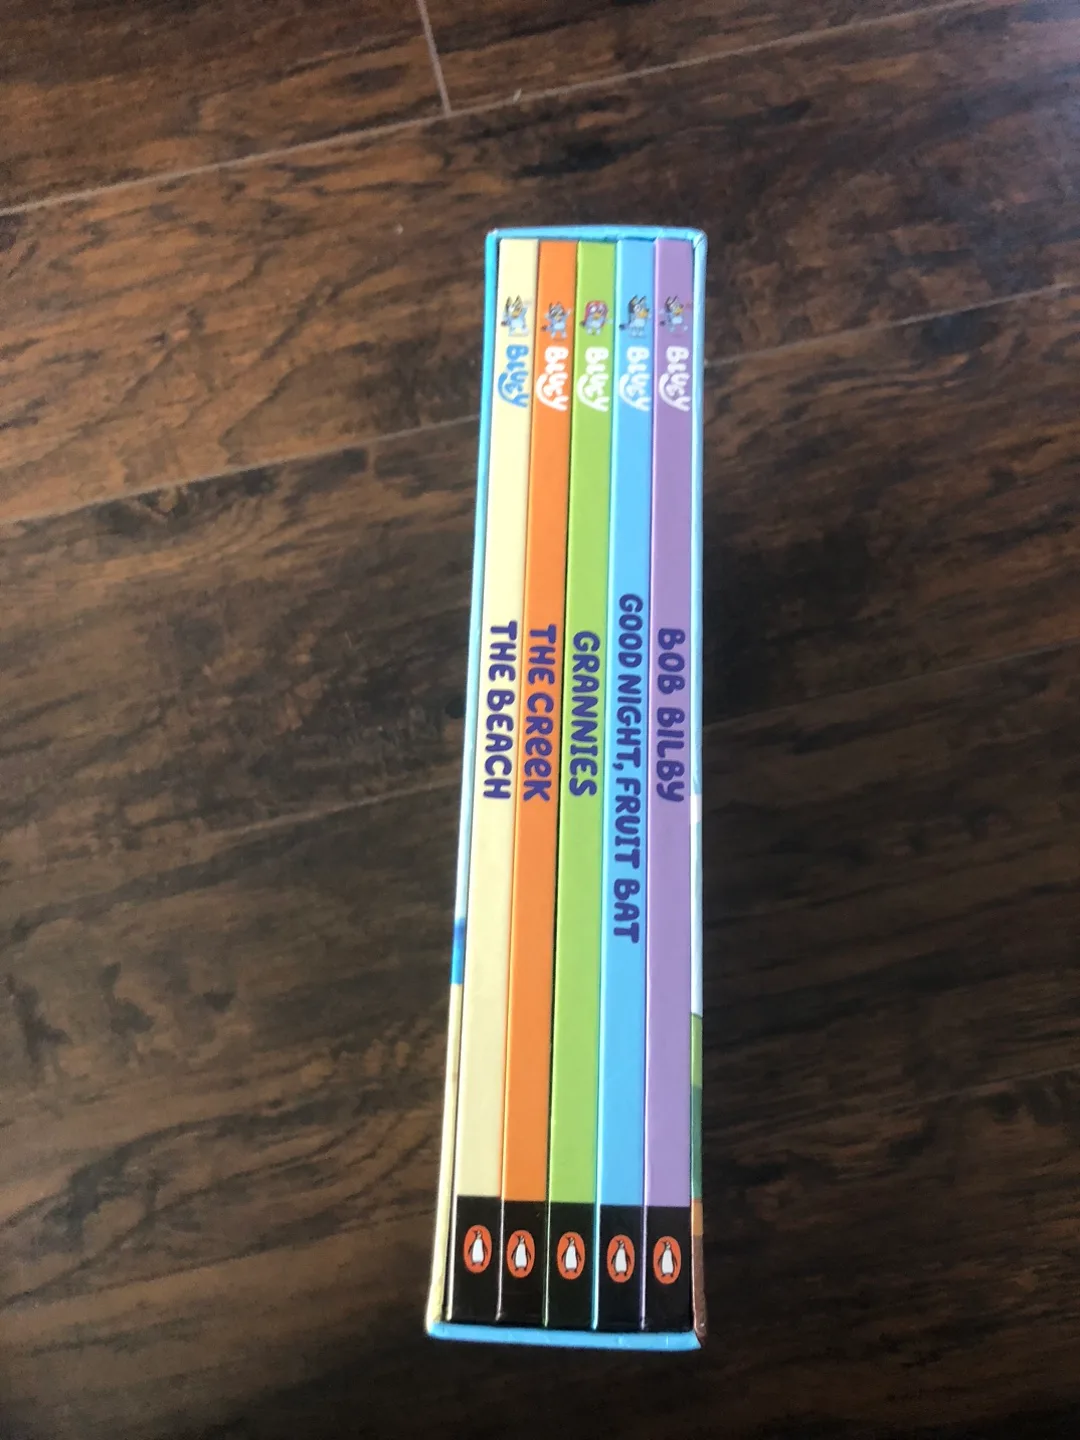 BLUEY
THE BEACH
BLUEY
THE CREEK
BLUEY
GRANNIES
BLUEY
GOOD NIGHT, FRUIT BAT
BLUEY
BOB BILBY